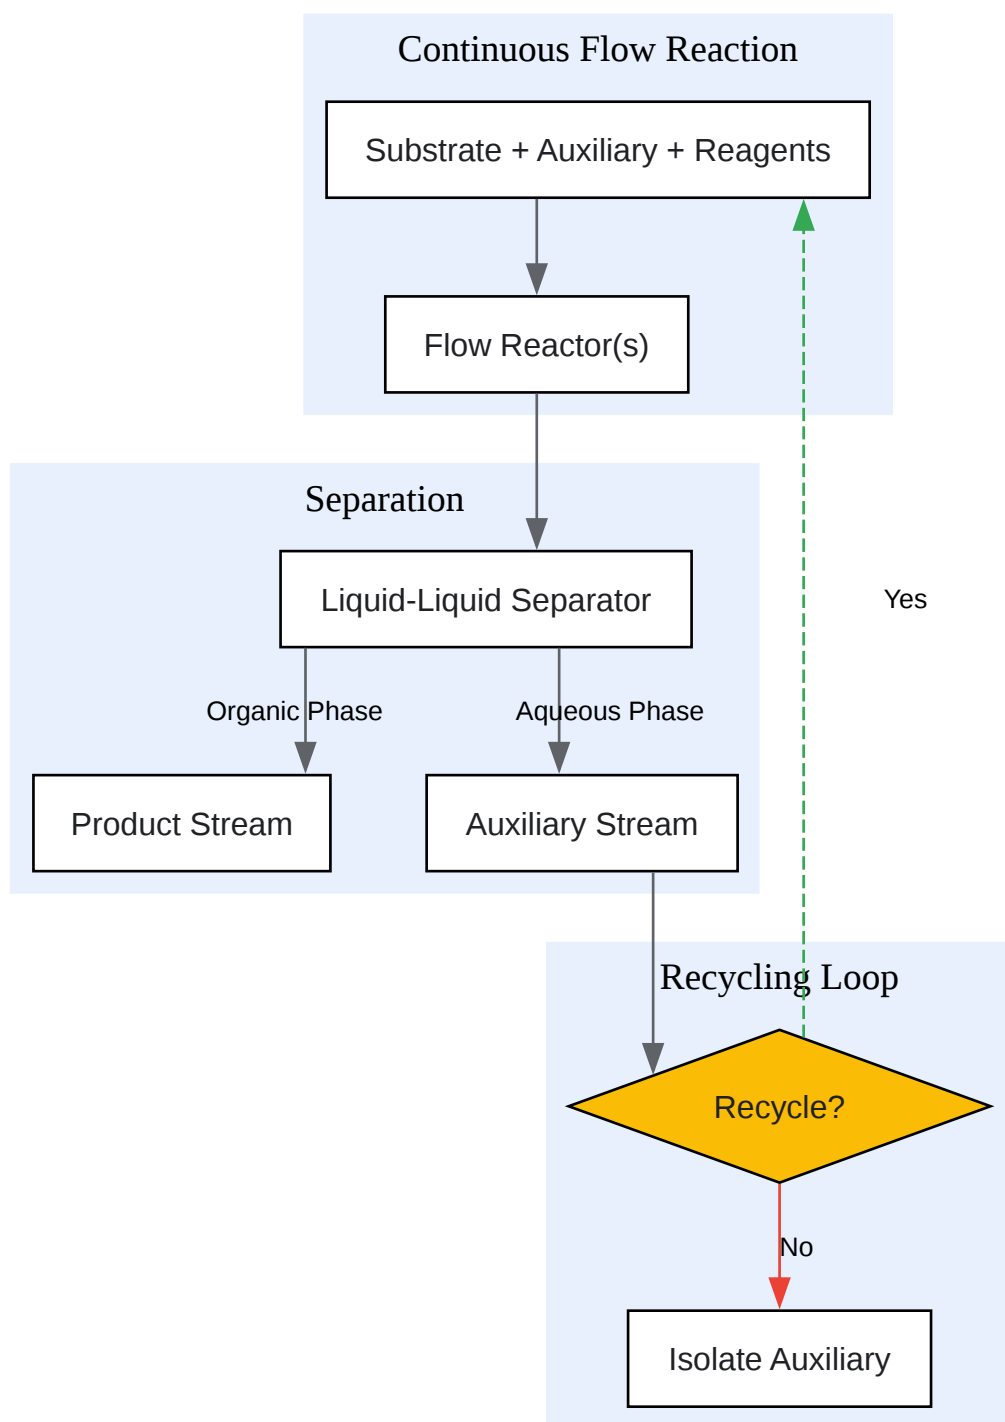 Continuous Flow Reaction
Substrate + Auxiliary + Reagents
Flow Reactor(s)
Separation
Liquid-Liquid Separator
Yes
Organic Phase
Aqueous Phase
Product Stream
Auxiliary Stream
Recycling Loop
Recycle?
No
Isolate Auxiliary